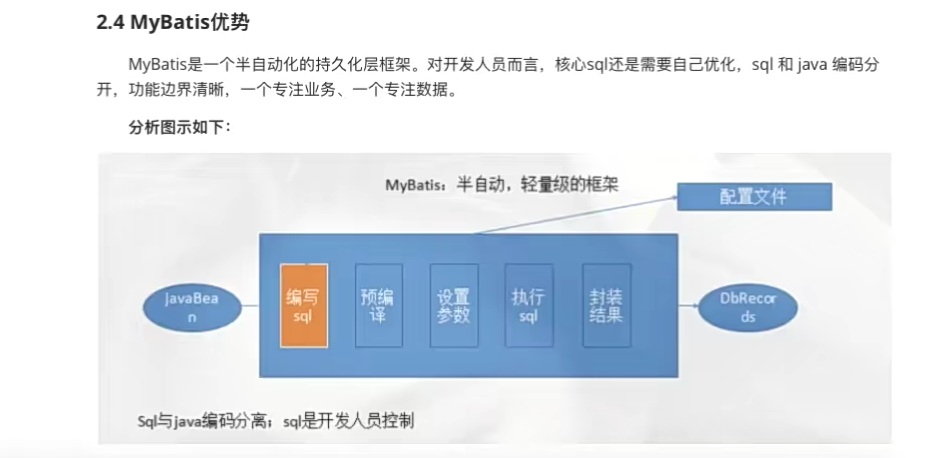 2.4 MyBatis优势
MyBatis是一个半自动化的持久化层框架。对开发人员而言，核心sql还是需要自己优化，sql 和 java 编码分
开，功能边界清晰，一个专注业务、一个专注数据。
分析图示如下：
MyBatis：半自动，轻量级的框架
配置文件
JavaBea
n
编写
sql
预编
译
设置
参数
执行
sql
封装
结果
DbRecor
ds
Sql与java编码分离；sql是开发人员控制